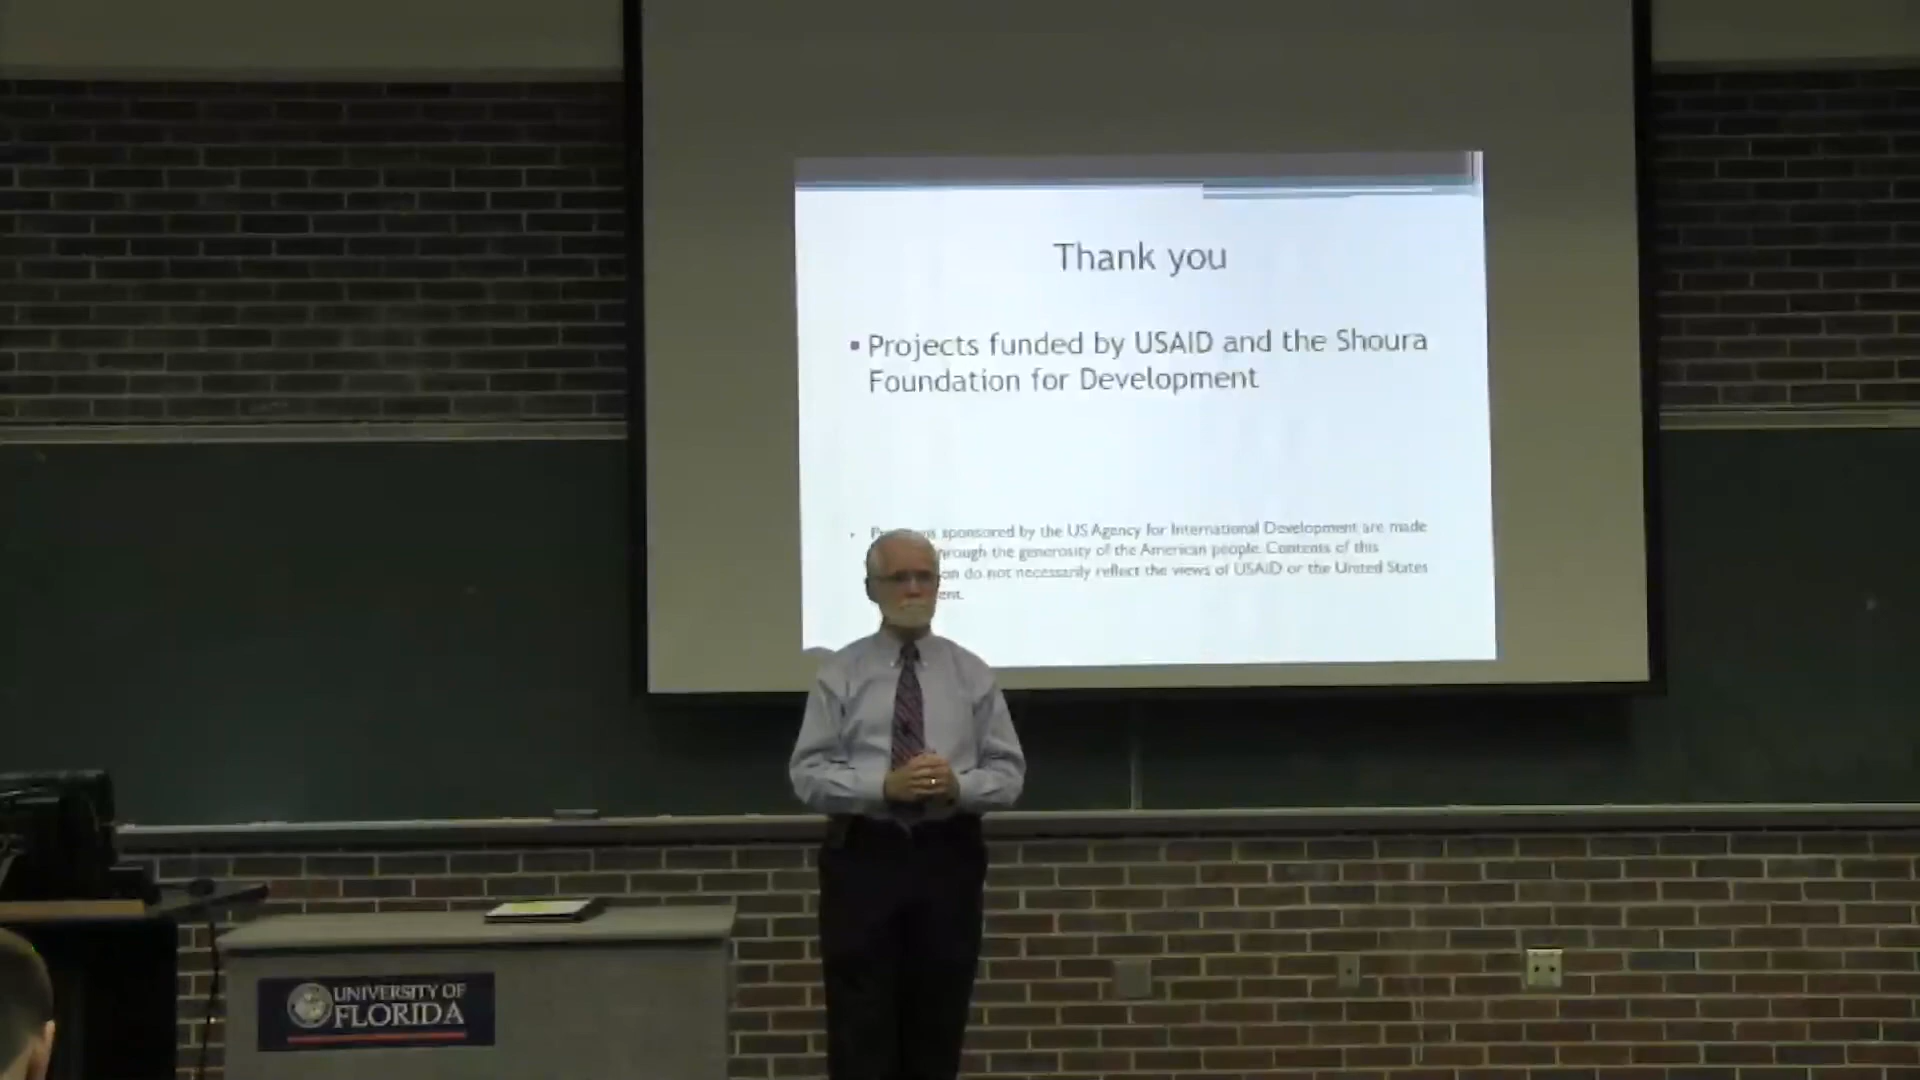 Thank you
▪ Projects funded by USAID and the Shoura
Foundation for Development
• sponsored by the US Agency for International Development are made
through the generosity of the American people. Contents of this
do not necessarily reflect the views of USAID or the United States
UNIVERSITY OF
FLORIDA